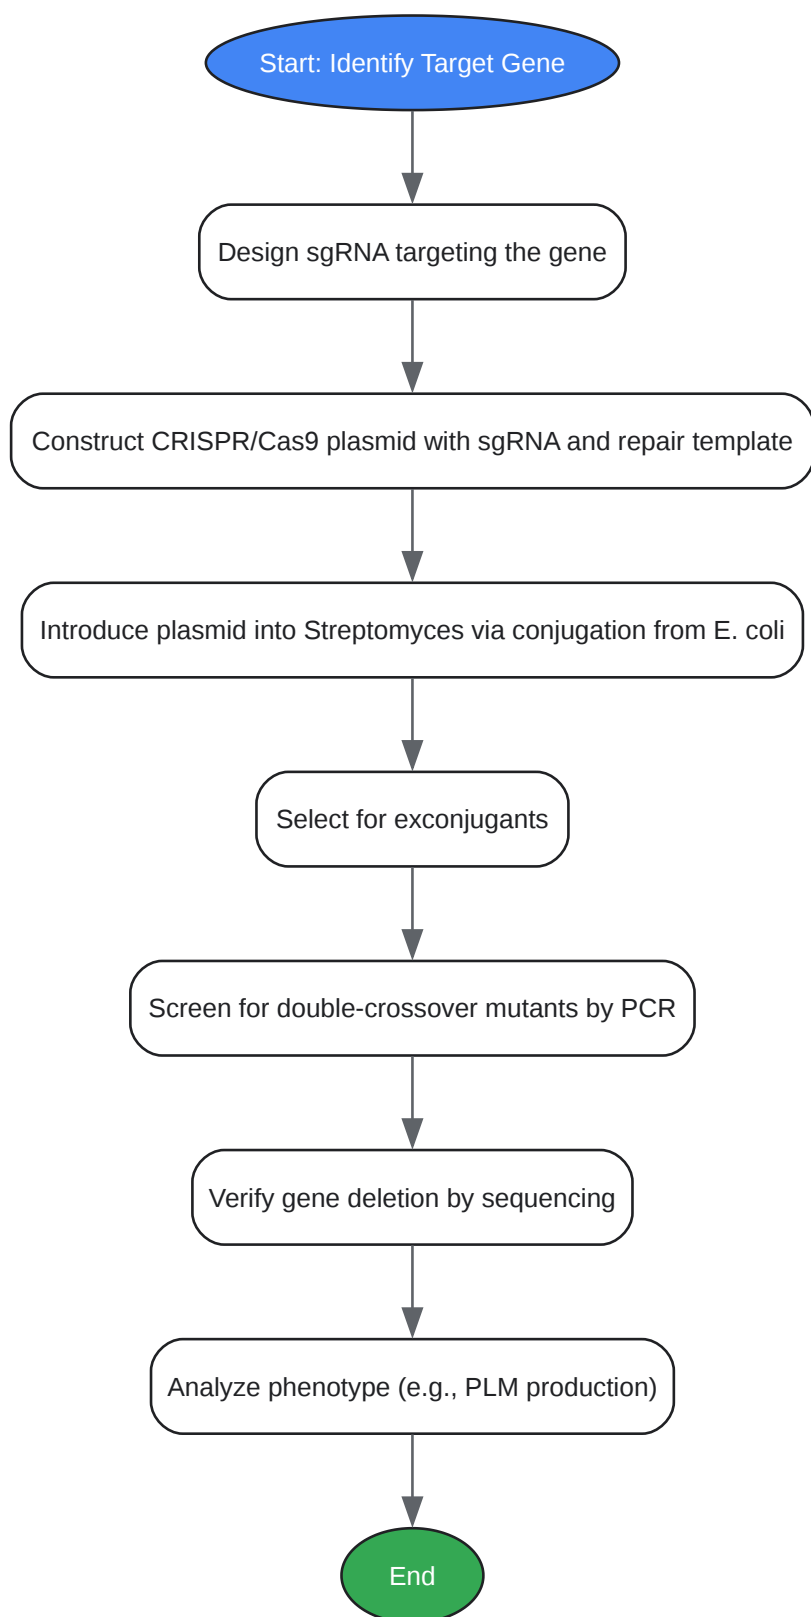 Start: Identify Target Gene
Design sgRNA targeting the gene
Construct CRISPR/Cas9 plasmid with sgRNA and repair template
Introduce plasmid into Streptomyces via conjugation from E. coli
Select for exconjugants
Screen for double-crossover mutants by PCR
Verify gene deletion by sequencing
Analyze phenotype (e.g., PLM production)
End